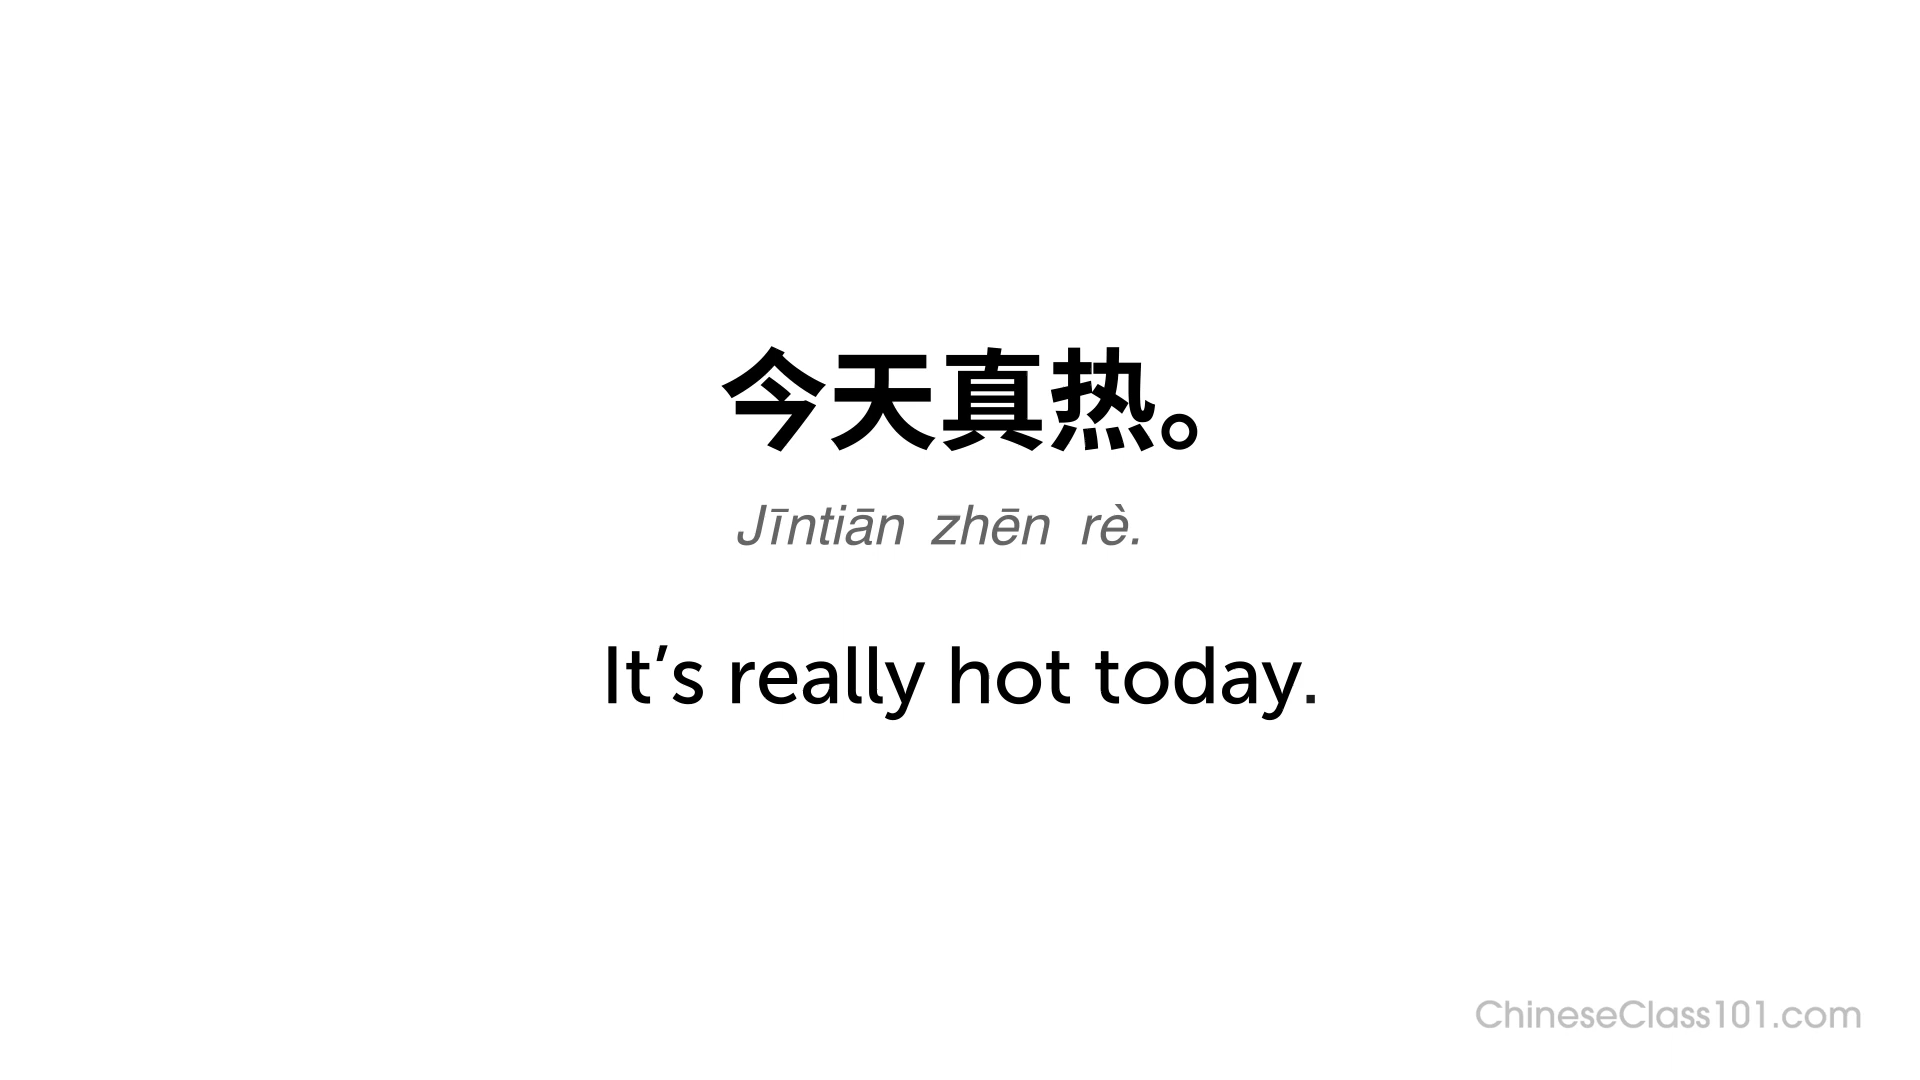 今天真热。
Jīntiān zhēn rè.
It’s really hot today.
ChineseClass101.com